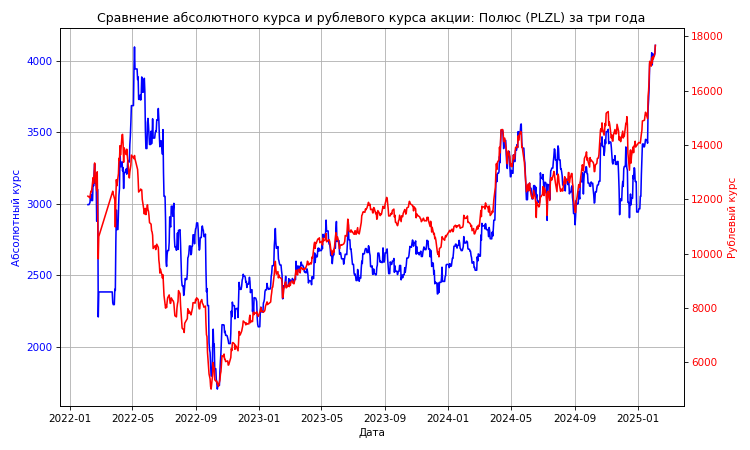 Сравнение абсолютного курса и рублевого курса акции: Полюс (PLZL) за три года
Абсолютный курс
4000
3500
3000
2500
2000
18000
16000
14000
12000
10000
8000
6000
Рублевый курс
2022-01 2022-05 2022-09 2023-01 2023-05 2023-09 2024-01 2024-05 2024-09 2025-01
Дата